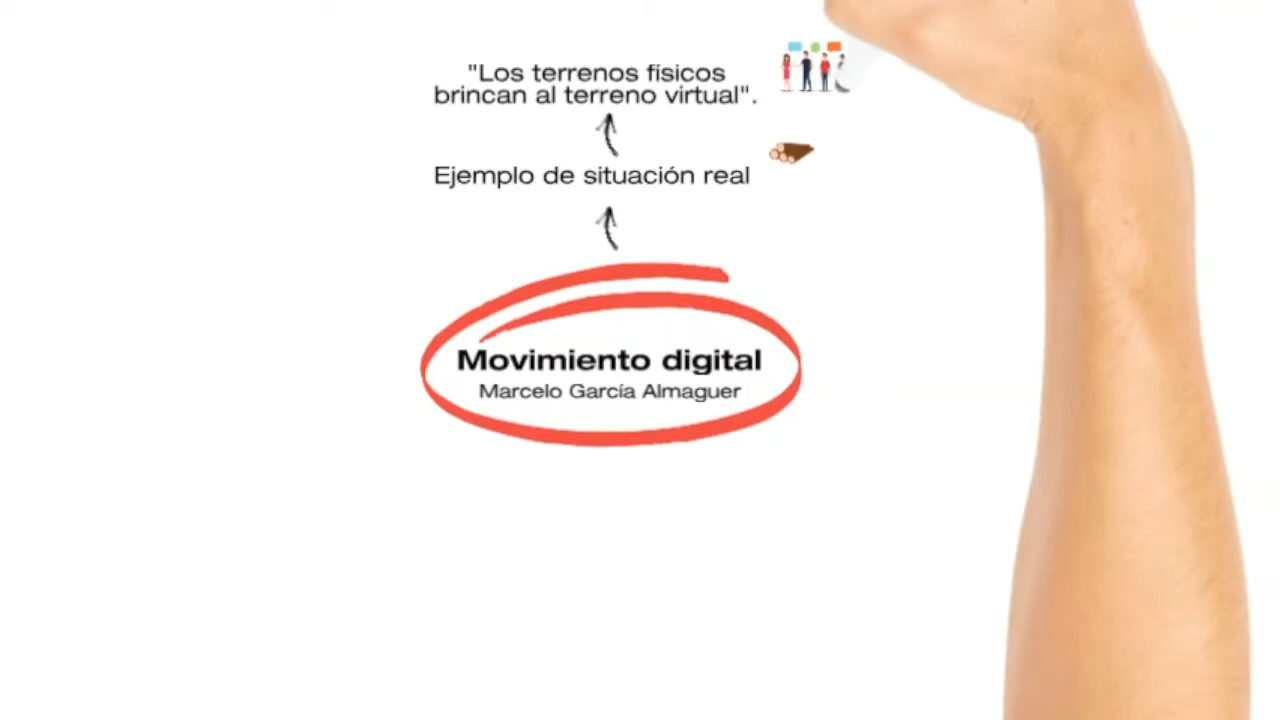 "Los terrenos físicos
brincan al terreno virtual".
Ejemplo de situación real
Movimiento digital
Marcelo García Almaguer